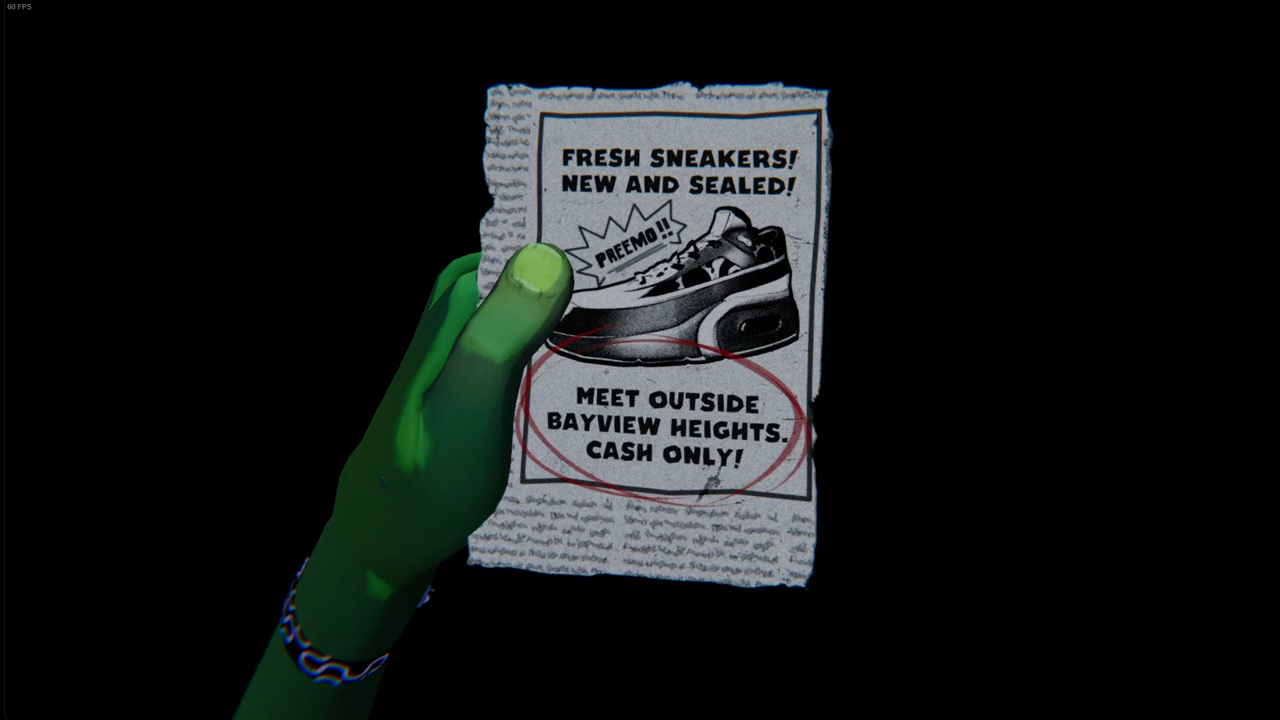 60 FPS
FRESH SNEAKERS!
NEW AND SEALED!
PREEMO!!
MEET OUTSIDE
BAYVIEW HEIGHTS.
CASH ONLY!